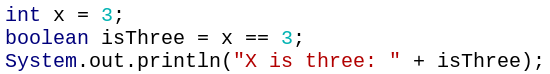 int x = 3;
boolean isThree = x == 3;
System.out.println("X is three: " + isThree);